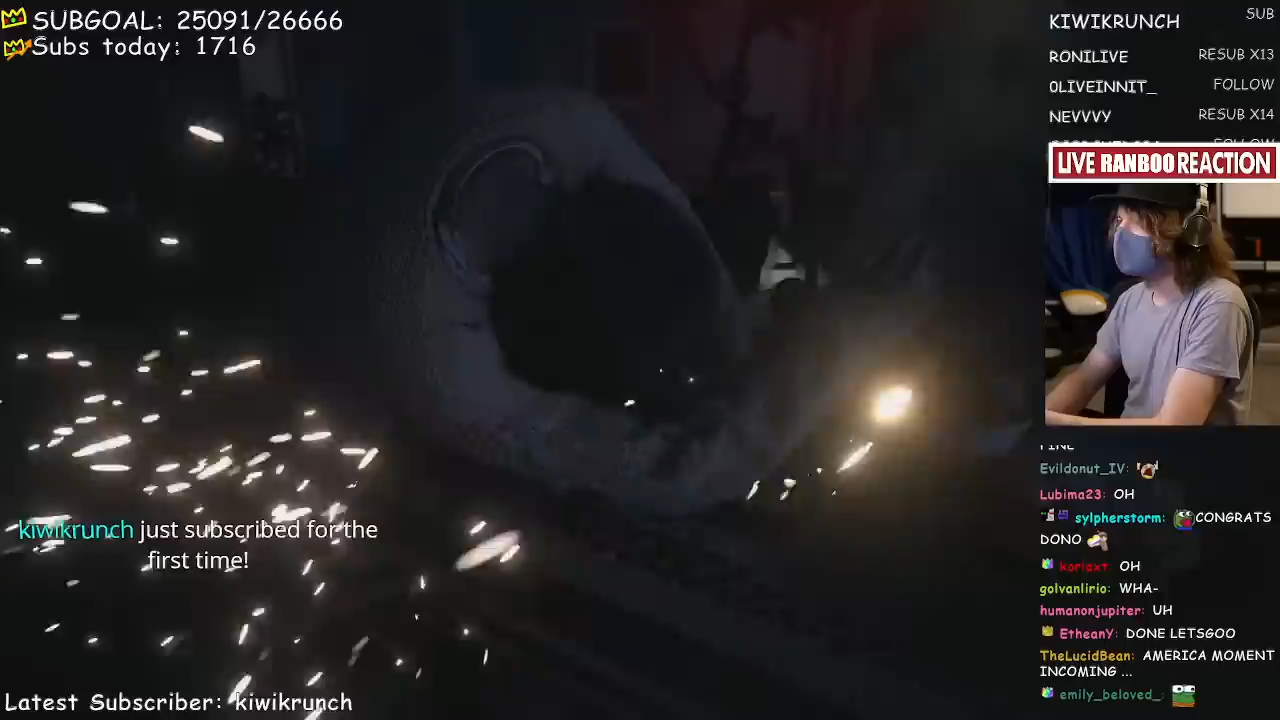 SUBGOAL: 25091/26666
Subs today: 1716
KIWIKRUNCH SUB
RONILIVE RESUB X13
0LIVEINNIT_ FOLLOW
NEVVVY RESUB X14
LIVE RANBOO REACTION
Evildonut_IV:
Lubima23: OH
sylpherstorm: CONGRATS
DONO
korlaxt: OH
golvanlirio: WHA-
humanonjupiter: UH
EtheanY: DONE LETSGOO
TheLucidBean: AMERICA MOMENT
INCOMING ...
emily_beloved_:
kiwikrunch just subscribed for the
first time!
Latest Subscriber: kiwikrunch